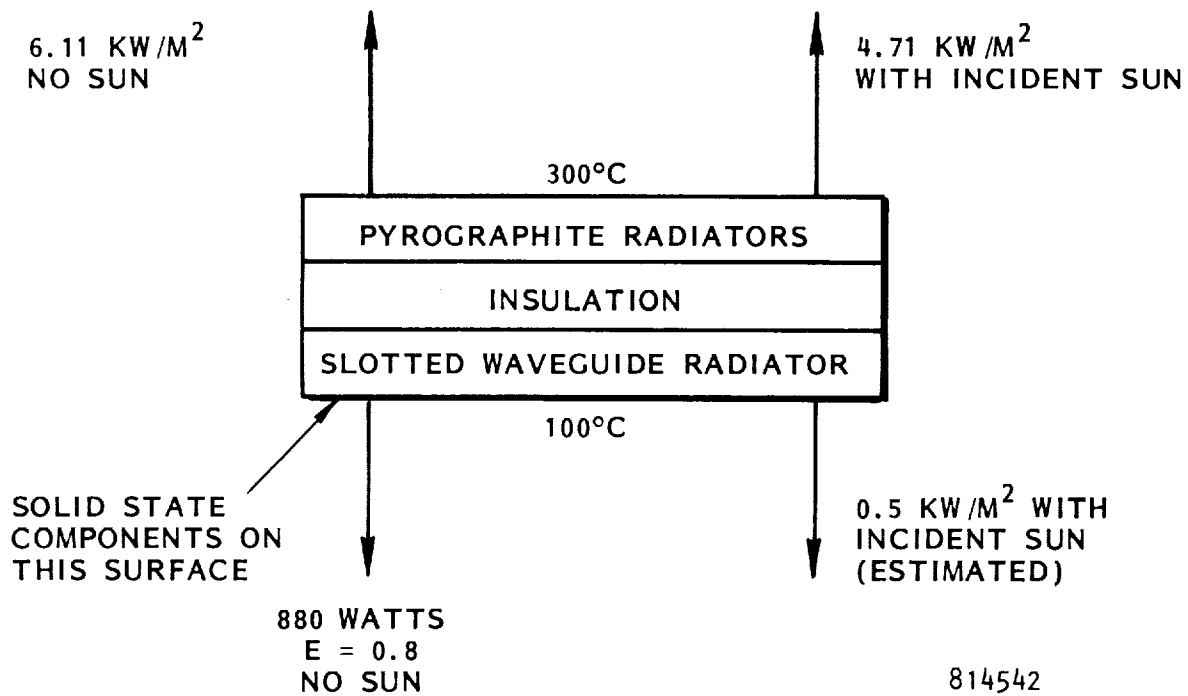 6.11 KW/M²
NO SUN
4.71 KW/M²
WITH INCIDENT SUN
300°C
PYROGRAPHITE RADIATORS
INSULATION
SLOTTED WAVEGUIDE RADIATOR
100°C
SOLID STATE
COMPONENTS ON
THIS SURFACE
0.5 KW/M² WITH
INCIDENT SUN
(ESTIMATED)
880 WATTS
E = 0.8
NO SUN
814542